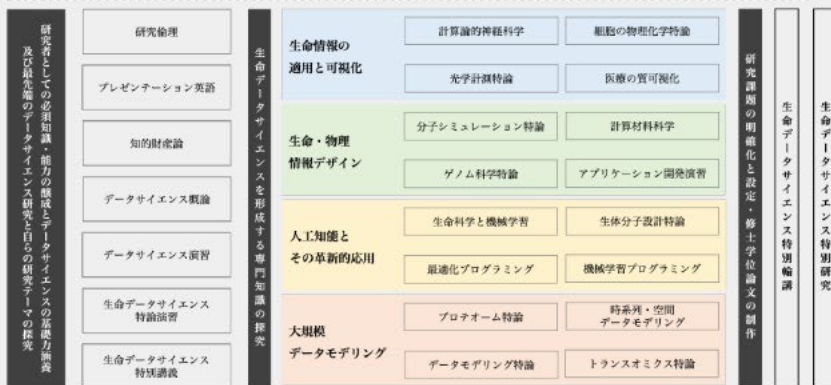 研究者としての必須知識・能力の醸成とデータサイエンスの基礎力涵養
及び最先端のデータサイエンス研究と自らの研究テーマの探究
研究倫理
プレゼンテーション英語
知的財産論
データサイエンス概論
データサイエンス演習
生命データサイエンス
特論演習
生命データサイエンス
特別講義
生命データサイエンスを形成する専門知識の探究
生命情報の
適用と可視化
計算論的神経科学
細胞の物理化学特論
光学計測特論
医療の質可視化
生命・物理
情報デザイン
分子シミュレーション特論
計算材料科学
ゲノム科学特論
アプリケーション開発演習
人工知能と
その革新的応用
生命科学と機械学習
生体分子設計特論
最適化プログラミング
機械学習プログラミング
大規模
データモデリング
プロテオーム特論
時系列・空間
データモデリング
データモデリング特論
トランスオミクス特論
研究課題の明確化と設定・修士学位論文の制作
生命データサイエンス特別輪講
生命データサイエンス特別研究